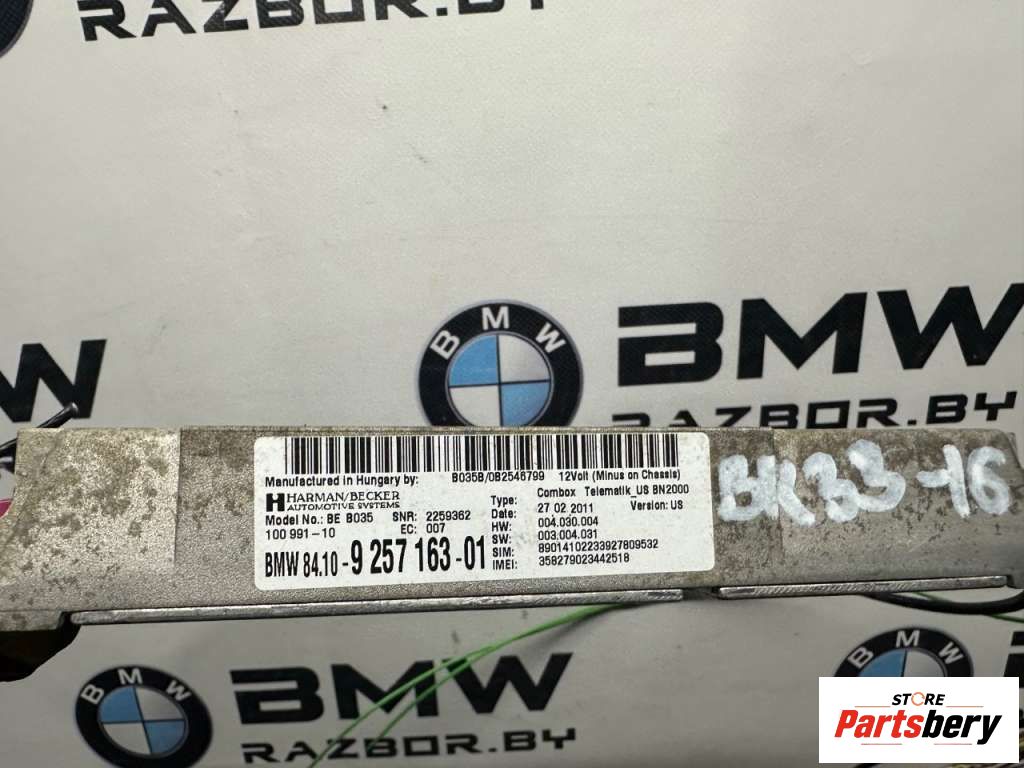 RAZBOR.BY
BMW
BMW
RAZBOR.BY
Manufactured in Hungary by: B035B/0B2546799 12Volt (Minus on Chassis)
HARMAN/BECKER
AUTOMOTIVE SYSTEMS
Type: Combox Telematik_US BN2000
Date: 27 02 2011 Version: US
Model No.: BE B035 SNR: 2259362
HW: 004.030.004
100 991-10 EC: 007
SW: 003.004.031
SIM: 89014102233927809532
BMW 84.10-9 257 163-01
IMEI: 358279023442518
BK33-16
BMW
BMW
RAZBOR.BY
BMW
STORE
Partsbery